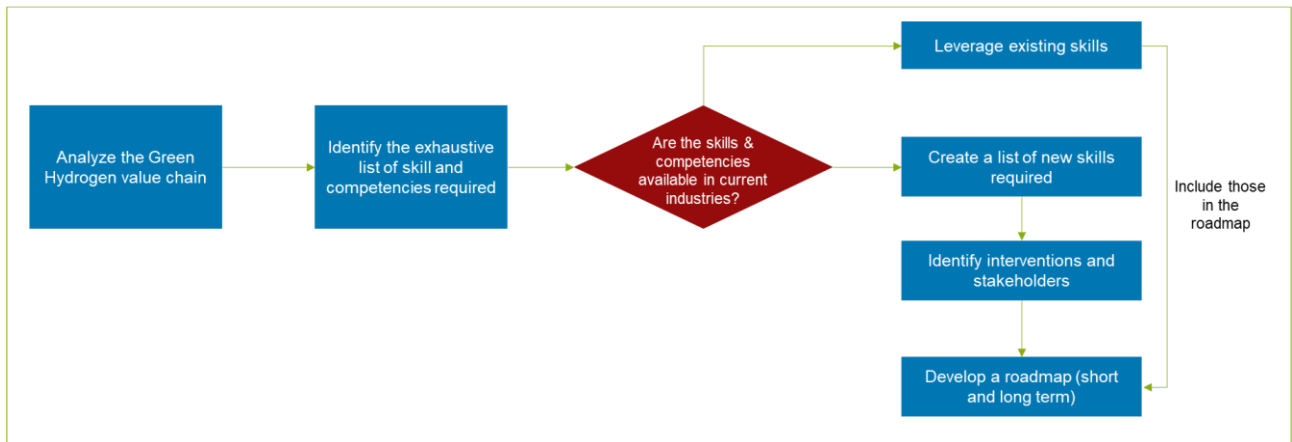 Analyze the Green
Hydrogen value chain
Identify the exhaustive
list of skill and
competencies required
Are the skills &
competencies
available in current
industries?
Leverage existing skills
Create a list of new skills
required
Identify interventions and
stakeholders
Develop a roadmap (short
and long term)
Include those
in the
roadmap